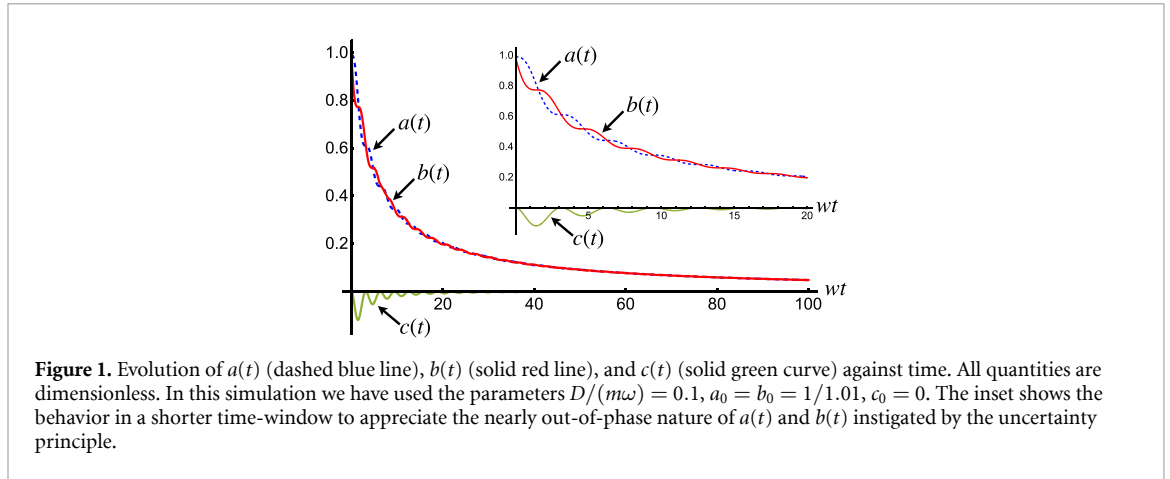 1.0
0.8
0.6
0.4
0.2
a(t)
b(t)
c(t)
20
40
60
80
100
wt
1.0
0.8
0.6
0.4
0.2
a(t)
b(t)
c(t)
5
10
15
20
wt
Figure 1. Evolution of a(t) (dashed blue line), b(t) (solid red line), and c(t) (solid green curve) against time. All quantities are
dimensionless. In this simulation we have used the parameters D/(mω) = 0.1, a₀ = b₀ = 1/1.01, c₀ = 0. The inset shows the
behavior in a shorter time-window to appreciate the nearly out-of-phase nature of a(t) and b(t) instigated by the uncertainty
principle.